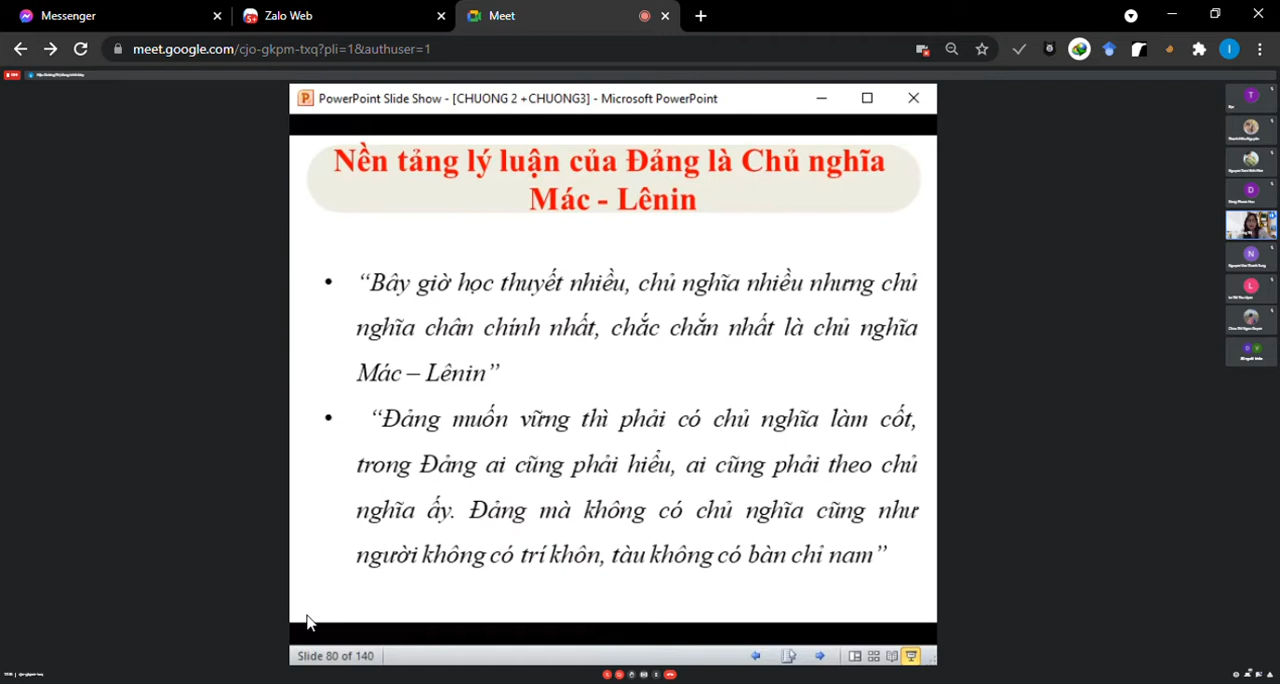 Messenger
Zalo Web
Meet
meet.google.com/cjo-gkpm-txq?pli=1&authuser=1
I
PowerPoint Slide Show - [CHUONG 2 +CHUONG3] - Microsoft PowerPoint
Nền tảng lý luận của Đảng là Chủ nghĩa
Mác - Lênin
• “Bây giờ học thuyết nhiều, chủ nghĩa nhiều nhưng chủ
nghĩa chân chính nhất, chắc chắn nhất là chủ nghĩa
Mác – Lênin”
• “Đảng muốn vững thì phải có chủ nghĩa làm cốt,
trong Đảng ai cũng phải hiểu, ai cũng phải theo chủ
nghĩa ấy. Đảng mà không có chủ nghĩa cũng như
người không có trí khôn, tàu không có bàn chỉ nam”
Slide 80 of 140
T
D
N
L
D V